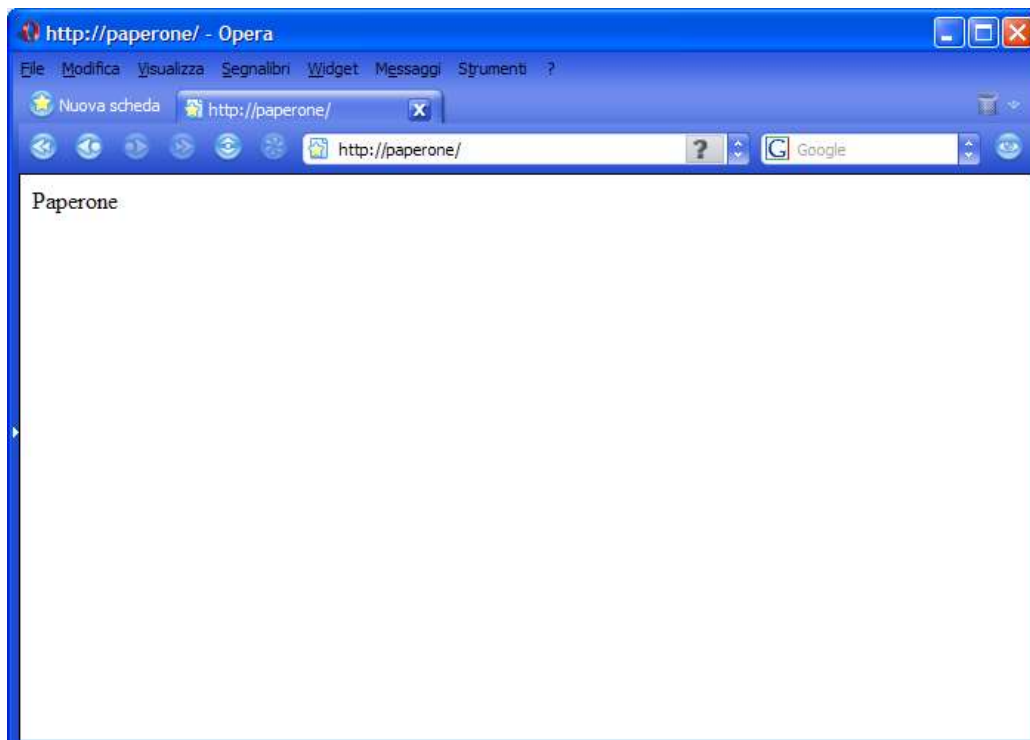 http://paperone/ - Opera
File Modifica Visualizza Segnalibri Widget Messaggi Strumenti ?
Nuova scheda http://paperone/
http://paperone/ ? G Google
Paperone